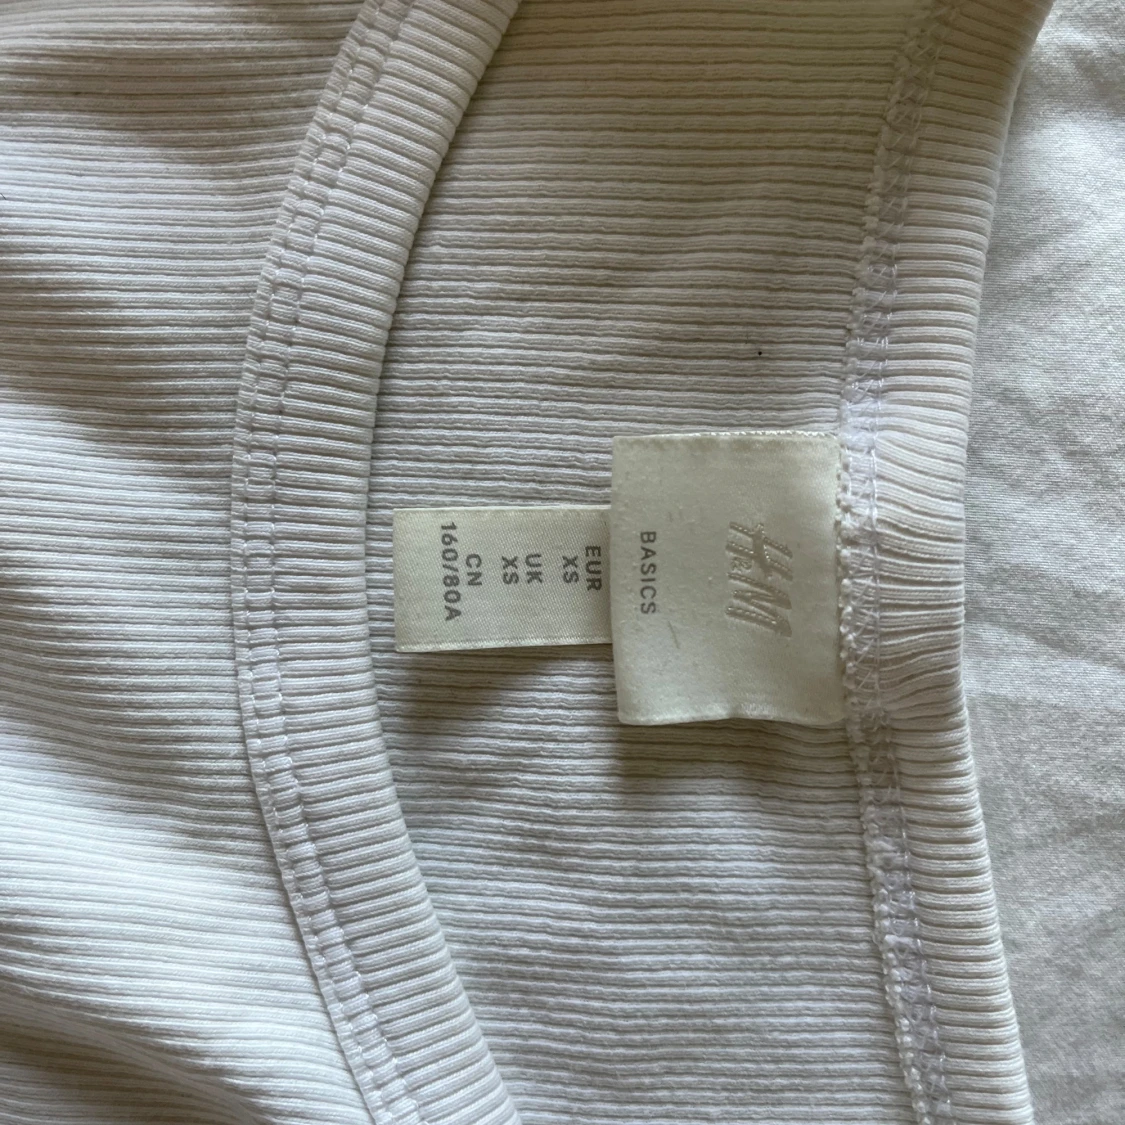 H&M
BASICS
EUR
XS
UK
XS
CN
160/80A